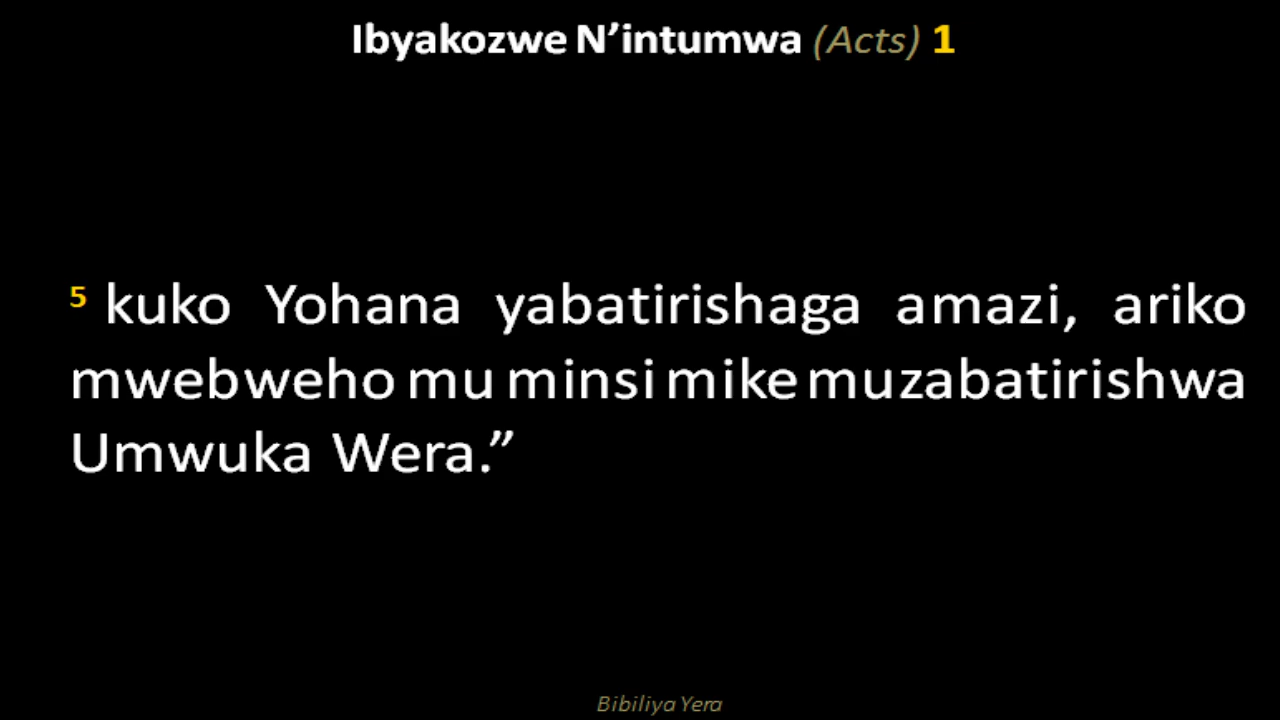 Ibyakozwe N’intumwa (Acts) 1
5 kuko Yohana yabatirishaga amazi, ariko
mwebweho mu minsi mike muzabatirishwa
Umwuka Wera.”
Bibiliya Yera